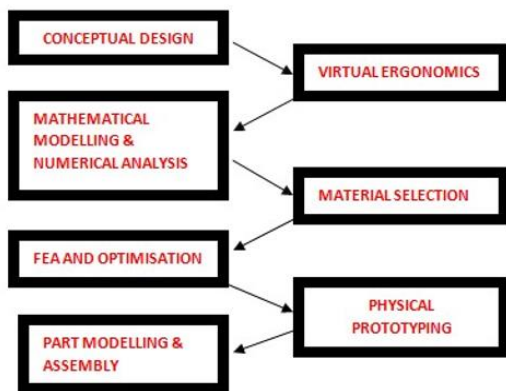 CONCEPTUAL DESIGN
VIRTUAL ERGONOMICS
MATHEMATICAL
MODELLING &
NUMERICAL ANALYSIS
MATERIAL SELECTION
FEA AND OPTIMISATION
PHYSICAL
PROTOTYPING
PART MODELLING &
ASSEMBLY